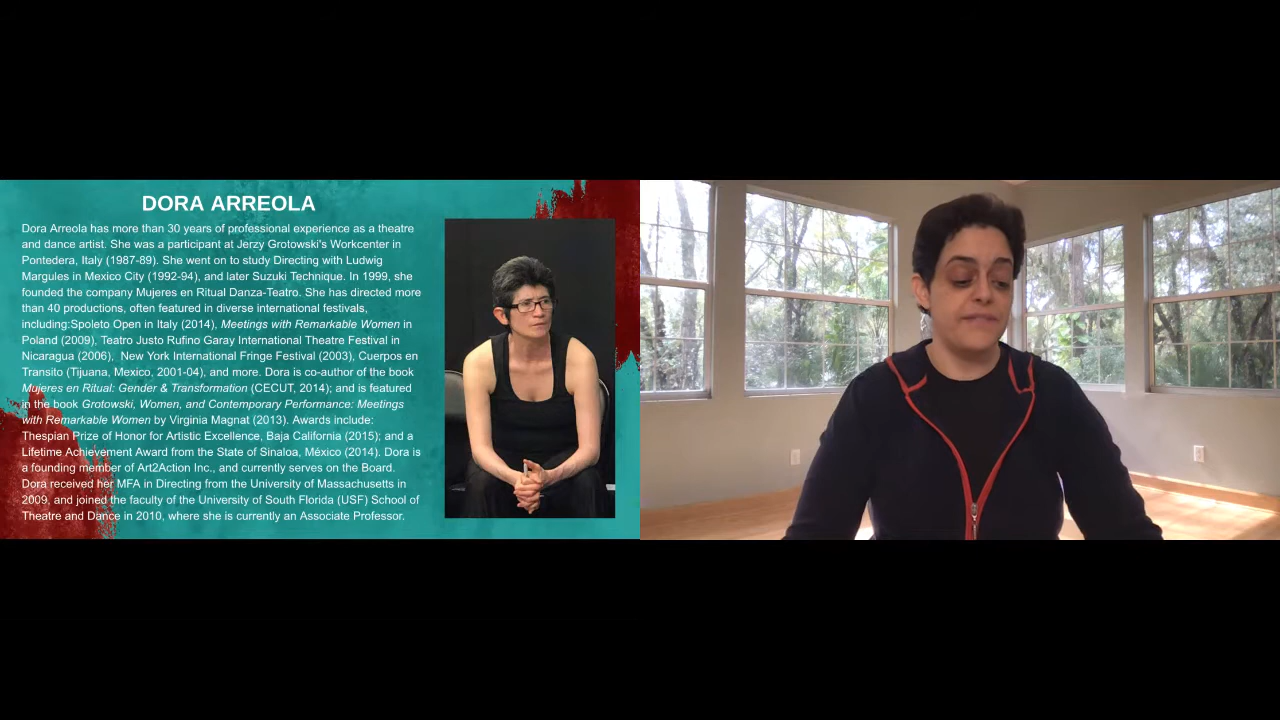 DORA ARREOLA
Dora Arreola has more than 30 years of professional experience as a theatre
and dance artist. She was a participant at Jerzy Grotowski's Workcenter in
Pontedera, Italy (1987-89). She went on to study Directing with Ludwig
Margules in Mexico City (1992-94), and later Suzuki Technique. In 1999, she
founded the company Mujeres en Ritual Danza-Teatro. She has directed more
than 40 productions, often featured in diverse international festivals,
including:Spoleto Open in Italy (2014), Meetings with Remarkable Women in
Poland (2009), Teatro Justo Rufino Garay International Theatre Festival in
Nicaragua (2006), New York International Fringe Festival (2003), Cuerpos en
Transito (Tijuana, Mexico, 2001-04), and more. Dora is co-author of the book
Mujeres en Ritual: Gender & Transformation (CECUT, 2014); and is featured
in the book Grotowski, Women, and Contemporary Performance: Meetings
with Remarkable Women by Virginia Magnat (2013). Awards include:
Thespian Prize of Honor for Artistic Excellence, Baja California (2015); and a
Lifetime Achievement Award from the State of Sinaloa, México (2014). Dora is
a founding member of Art2Action Inc., and currently serves on the Board.
Dora received her MFA in Directing from the University of Massachusetts in
2009, and joined the faculty of the University of South Florida (USF) School of
Theatre and Dance in 2010, where she is currently an Associate Professor.